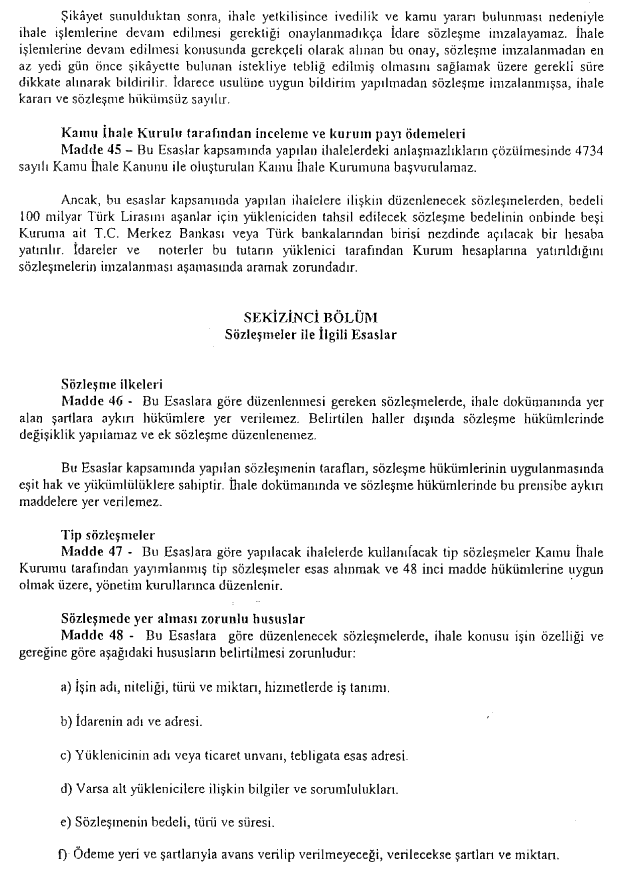 Şikâyet sunulduktan sonra, ihale yetkilisince ivedilik ve kamu yararı bulunması nedeniyle
ihale işlemlerine devam edilmesi gerektiği onaylanmadıkça İdare sözleşme imzalayamaz. İhale
işlemlerine devam edilmesi konusunda gerekçeli olarak alınan bu onay, sözleşme imzalanmadan en
az yedi gün önce şikâyette bulunan istekliye tebliğ edilmiş olmasını sağlamak üzere gerekli süre
dikkate alınarak bildirilir. İdarece usulüne uygun bildirim yapılmadan sözleşme imzalanmışsa, ihale
kararı ve sözleşme hükümsüz sayılır.
Kamu İhale Kurulu tarafından inceleme ve kurum payı ödemeleri
Madde 45 – Bu Esaslar kapsamında yapılan ihalelerdeki anlaşmazlıkların çözülmesinde 4734
sayılı Kamu İhale Kanunu ile oluşturulan Kamu İhale Kurumuna başvurulamaz.
Ancak, bu esaslar kapsamında yapılan ihalelere ilişkin düzenlenecek sözleşmelerden, bedeli
100 milyar Türk Lirasını aşanlar için yükleniciden tahsil edilecek sözleşme bedelinin onbinde beşi
Kuruma ait T.C. Merkez Bankası veya Türk bankalarından birisi nezdinde açılacak bir hesaba
yatırılır. İdareler ve noterler bu tutarın yüklenici tarafından Kurum hesaplarına yatırıldığını
sözleşmelerin imzalanması aşamasında aramak zorundadır.
SEKİZİNCİ BÖLÜM
Sözleşmeler ile İlgili Esaslar
Sözleşme ilkeleri
Madde 46 - Bu Esaslara göre düzenlenmesi gereken sözleşmelerde, ihale dokümanında yer
alan şartlara aykırı hükümlere yer verilemez. Belirtilen haller dışında sözleşme hükümlerinde
değişiklik yapılamaz ve ek sözleşme düzenlenemez.
Bu Esaslar kapsamında yapılan sözleşmenin tarafları, sözleşme hükümlerinin uygulanmasında
eşit hak ve yükümlülüklere sahiptir. İhale dokümanında ve sözleşme hükümlerinde bu prensibe aykırı
maddelere yer verilemez.
Tip sözleşmeler
Madde 47 - Bu Esaslara göre yapılacak ihalelerde kullanılacak tip sözleşmeler Kamu İhale
Kurumu tarafından yayımlanmış tip sözleşmeler esas alınmak ve 48 inci madde hükümlerine uygun
olmak üzere, yönetim kurullarınca düzenlenir.
Sözleşmede yer alması zorunlu hususlar
Madde 48 - Bu Esaslara göre düzenlenecek sözleşmelerde, ihale konusu işin özelliği ve
gereğine göre aşağıdaki hususların belirtilmesi zorunludur:
a) İşin adı, niteliği, türü ve miktarı, hizmetlerde iş tanımı.
b) İdarenin adı ve adresi.
c) Yüklenicinin adı veya ticaret unvanı, tebligata esas adresi.
d) Varsa alt yüklenicilere ilişkin bilgiler ve sorumlulukları.
e) Sözleşmenin bedeli, türü ve süresi.
f) Ödeme yeri ve şartlarıyla avans verilip verilmeyeceği, verilecekse şartları ve miktarı.